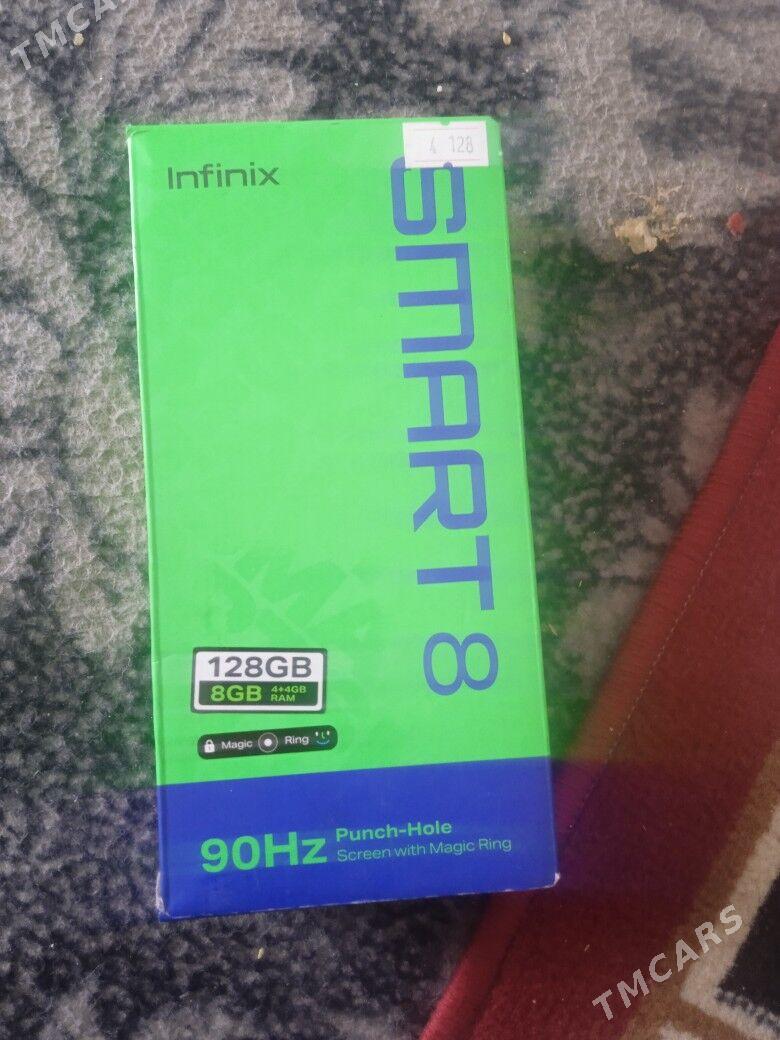 TMCARS
4 128
Infinix
SMART 8
128GB
8GB 4+4GB RAM
Magic Ring
90Hz Punch-Hole
Screen with Magic Ring
TMCARS